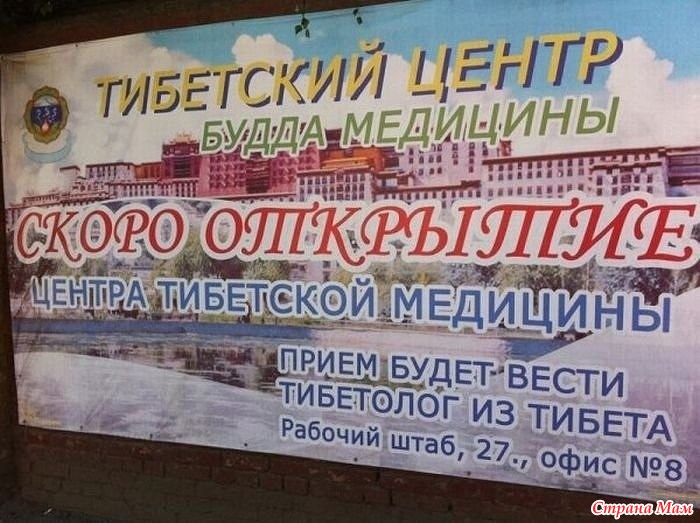 ТИБЕТСКИЙ ЦЕНТР
БУДДА МЕДИЦИНЫ
СКОРО ОТКРЫТИЕ
ЦЕНТРА ТИБЕТСКОЙ МЕДИЦИНЫ
ПРИЕМ БУДЕТ ВЕСТИ
ТИБЕТОЛОГ ИЗ ТИБЕТА
Рабочий штаб, 27., офис №8
Страна Мам